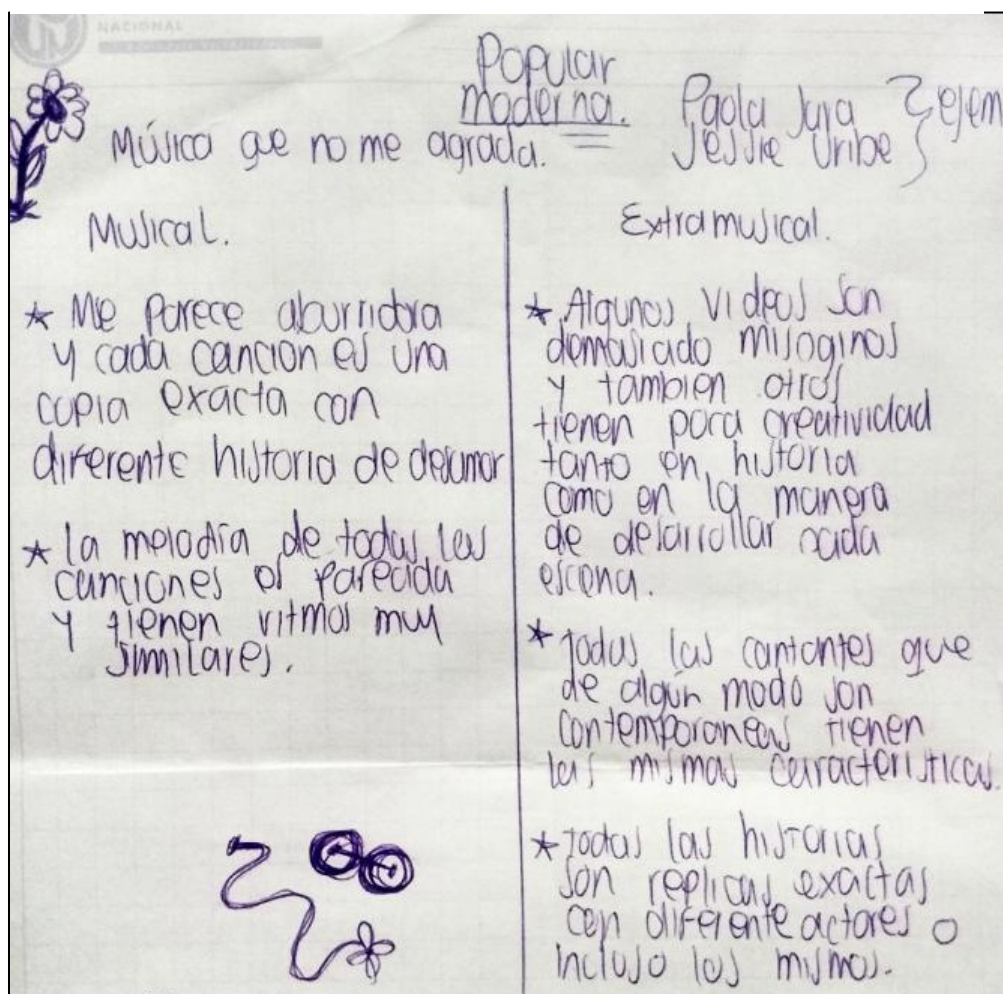 NACIONAL
Popular
moderna.
Paola Jara } ejem
Jessie Uribe
Música que no me agrada.
Musical.
★ Me parece aburridora
y cada canción es una
copia exacta con
diferente historia de desamor
★ la melodía de todas las
canciones es parecida
y tienen ritmos muy
similares.
Extramusical.
★ Algunos videos son
demasiado misoginos
y tambien otros
tienen poca creatividad
tanto en historia
como en la manera
de desarrollar cada
escena.
★ Todas las cantantes que
de algún modo son
contemporaneas tienen
las mismas caracteristicas.
★ todas las historias
son replicas exactas
con diferente actores o
incluso los mismos.